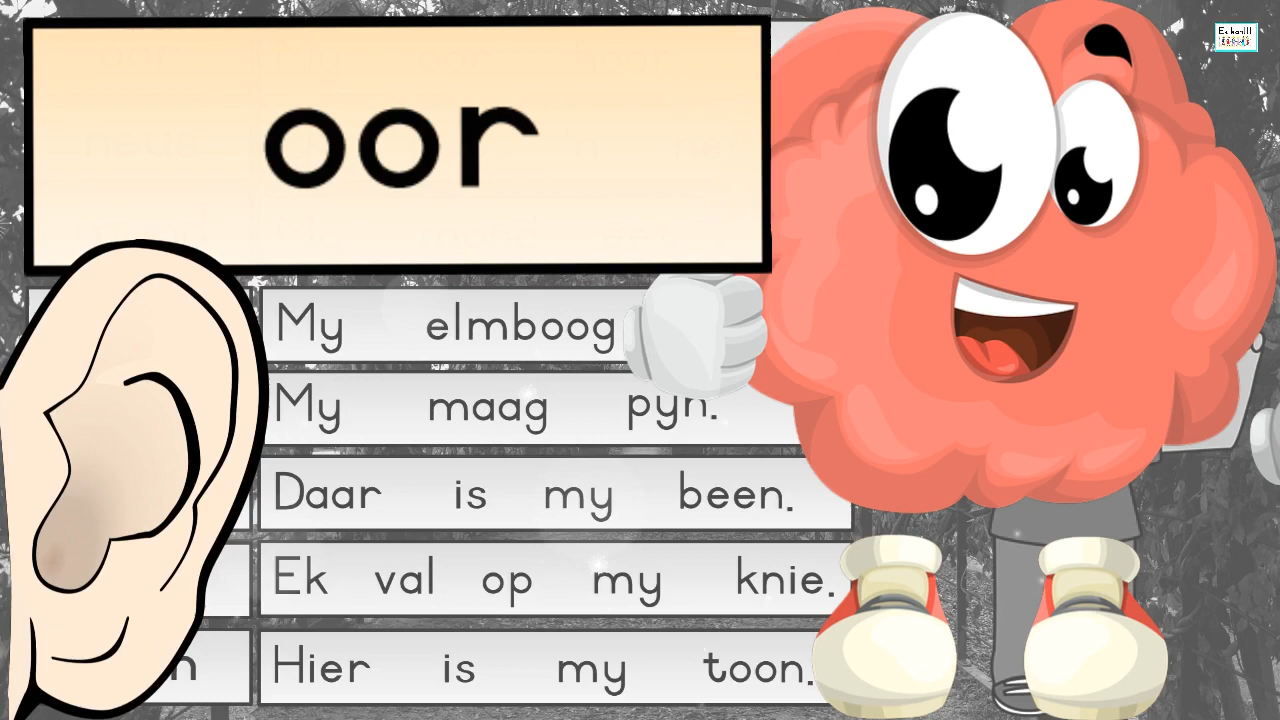 oor
My elmboog
My maag pyn.
Daar is my been.
Ek val op my knie.
n Hier is my toon.